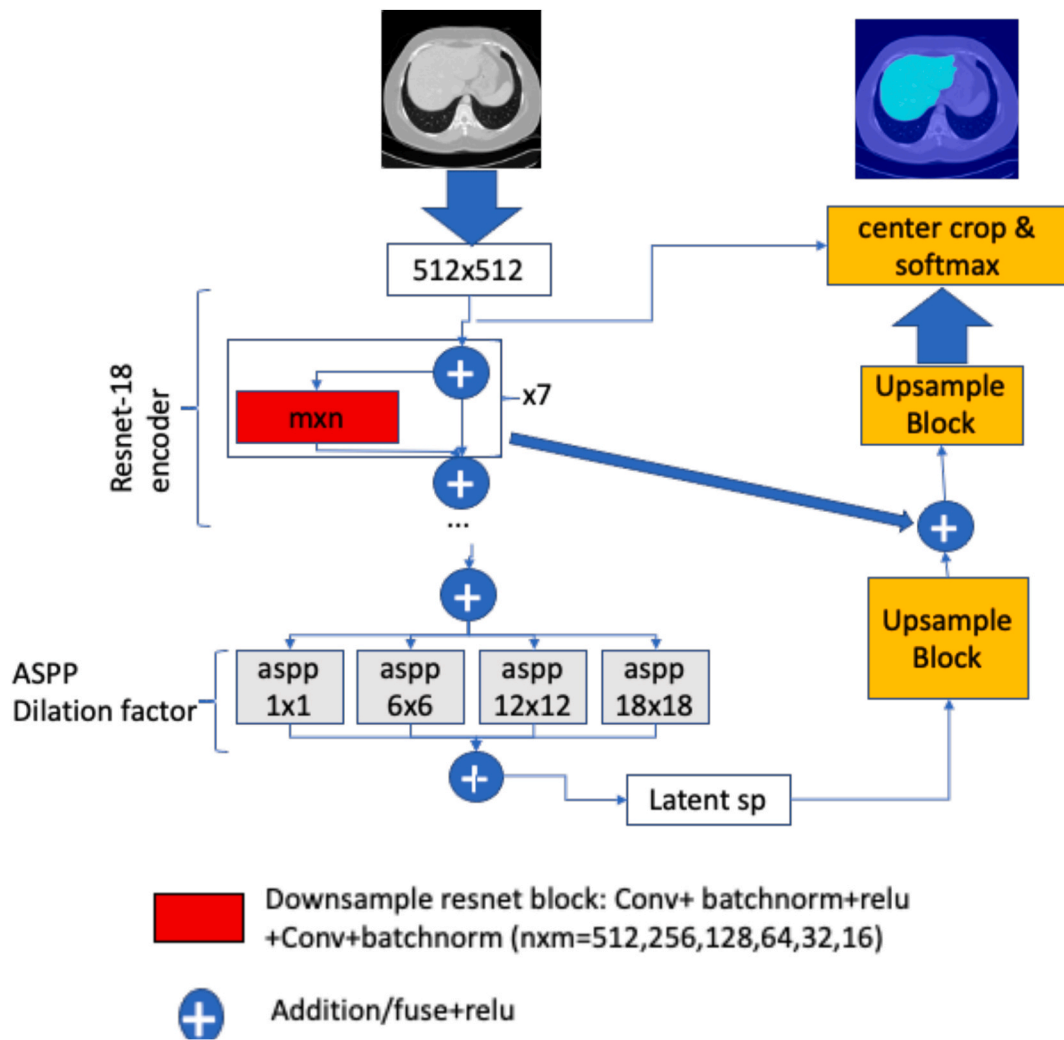 512x512
center crop &
softmax
Resnet-18
encoder
mxn
x7
Upsample
Block
...
Upsample
Block
ASPP
Dilation factor
aspp
1x1
aspp
6x6
aspp
12x12
aspp
18x18
Latent sp
Downsample resnet block: Conv+ batchnorm+relu
+Conv+batchnorm (nxm=512,256,128,64,32,16)
Addition/fuse+relu